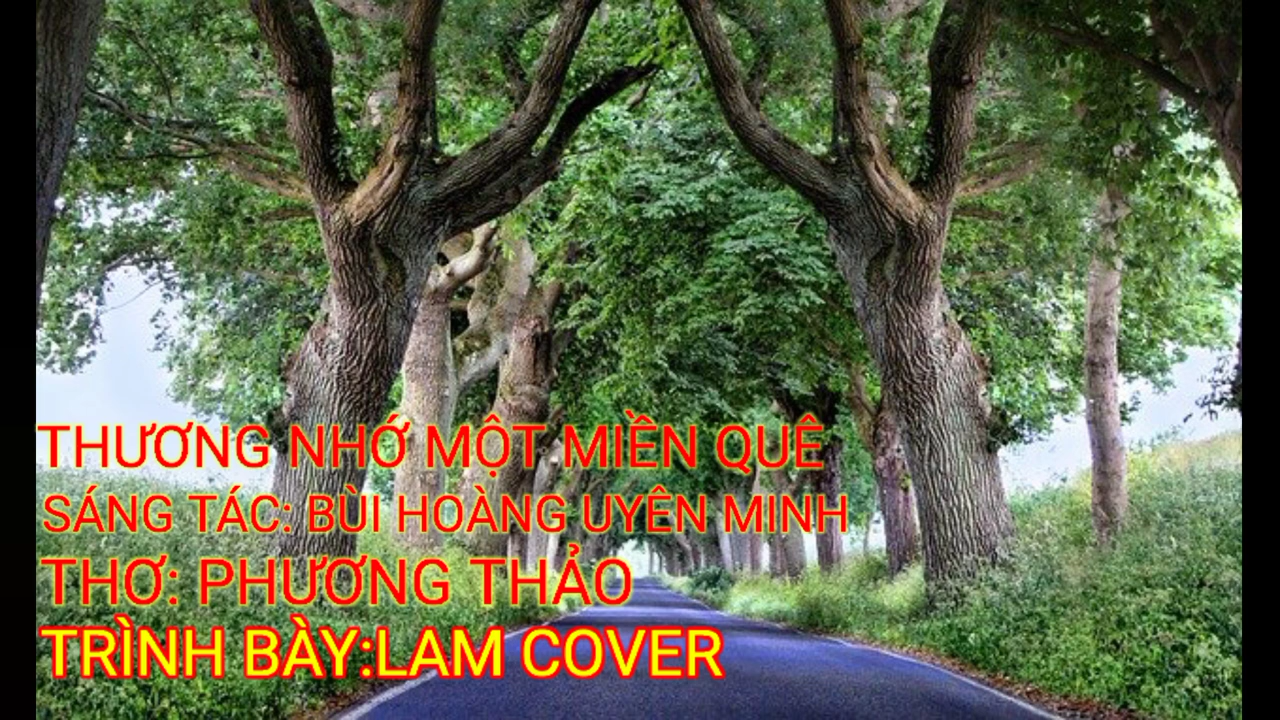 THƯƠNG NHỚ MỘT MIỀN QUÊ
SÁNG TÁC: BÙI HOÀNG UYÊN MINH
THƠ: PHƯƠNG THẢO
TRÌNH BÀY:LAM COVER